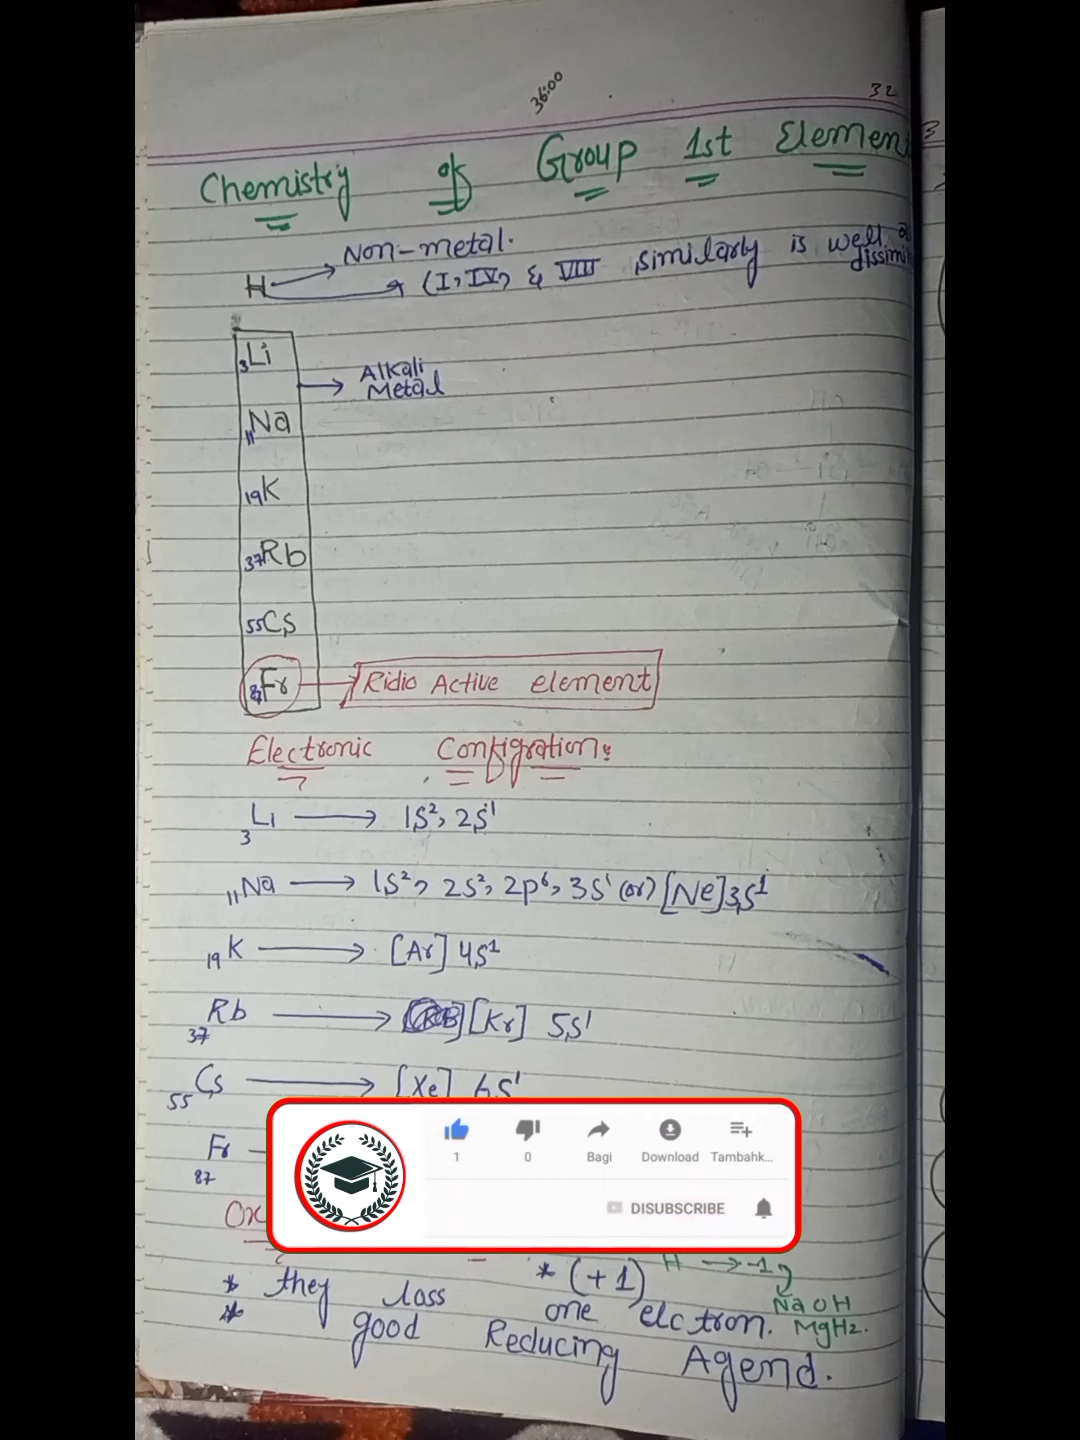 36:00
32
Chemistry of Group 1st Elemen
Non-metal.
H (I, IV, & VIII similarly is well
dissimi
3Li
Alkali
Metal
11Na
19K
37Rb
55Cs
87Fr Ridio Active element
Electronic Configration:
3Li → 1S², 2S¹
11Na → 1S², 2S², 2p⁶, 3S¹ (or) [Ne]3S¹
19K → [Ar] 4S¹
37Rb → [Kr] 5S¹
55Cs → [Xe] 6S¹
87Fr
1 0 Bagi Download Tambahk...
DISUBSCRIBE
Ox
* (+1) H → -1
* they loss one elctron. NaOH
* good Reducing Agend. MgH2.